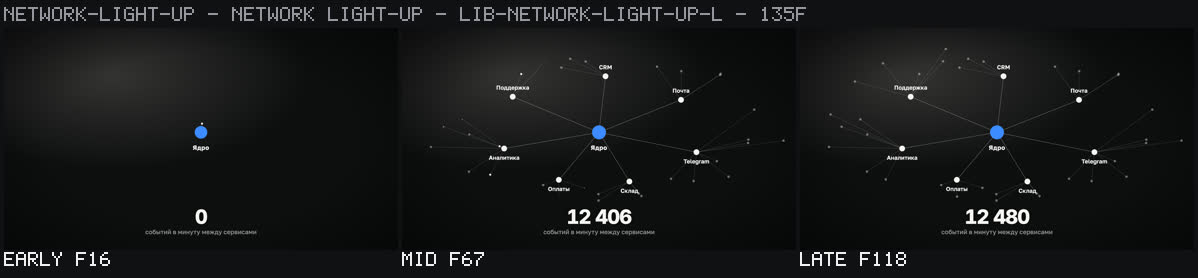 NETWORK-LIGHT-UP - NETWORK LIGHT-UP - LIB-NETWORK-LIGHT-UP-L - 135F
Ядро
0
событий в минуту между сервисами
EARLY F16
CRM
Поддержка
Почта
Ядро
Аналитика
Telegram
Оплаты
Склад
12 406
событий в минуту между сервисами
MID F67
CRM
Поддержка
Почта
Ядро
Аналитика
Telegram
Оплаты
Склад
12 480
событий в минуту между сервисами
LATE F118